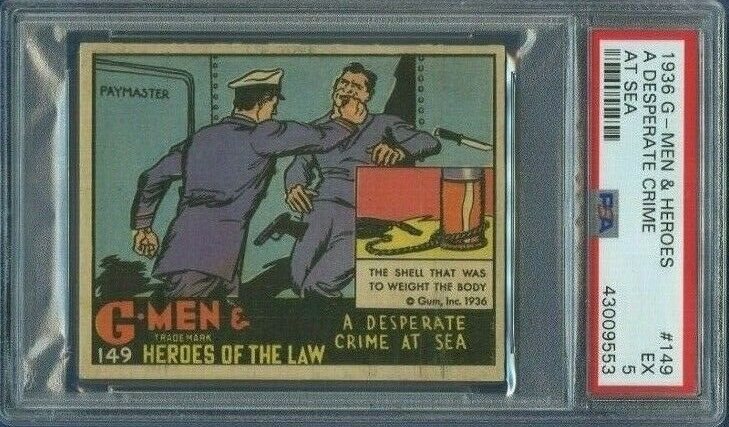 PAYMASTER
THE SHELL THAT WAS
TO WEIGHT THE BODY
© Gum, Inc. 1936
G-MEN &
TRADEMARK
149 HEROES OF THE LAW
A DESPERATE
CRIME AT SEA
1936 G - MEN & HEROES
A DESPERATE CRIME
AT SEA
PSA
#149
EX
5
43009553